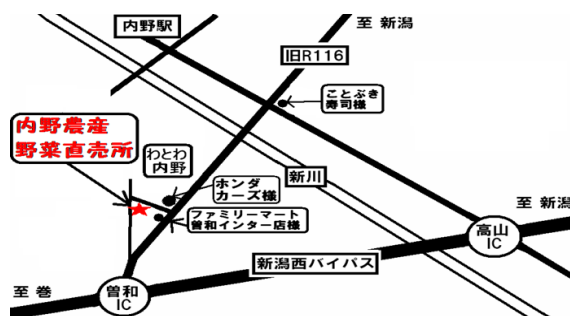 至 新潟
内野駅
旧R116
ことぶき
寿司様
内野農産
野菜直売所
わとわ
内野
ホンダ
カーズ様
新川
ファミリーマート
曽和インター店様
至 新潟
高山
IC
新潟西バイパス
至 巻
曽和
IC